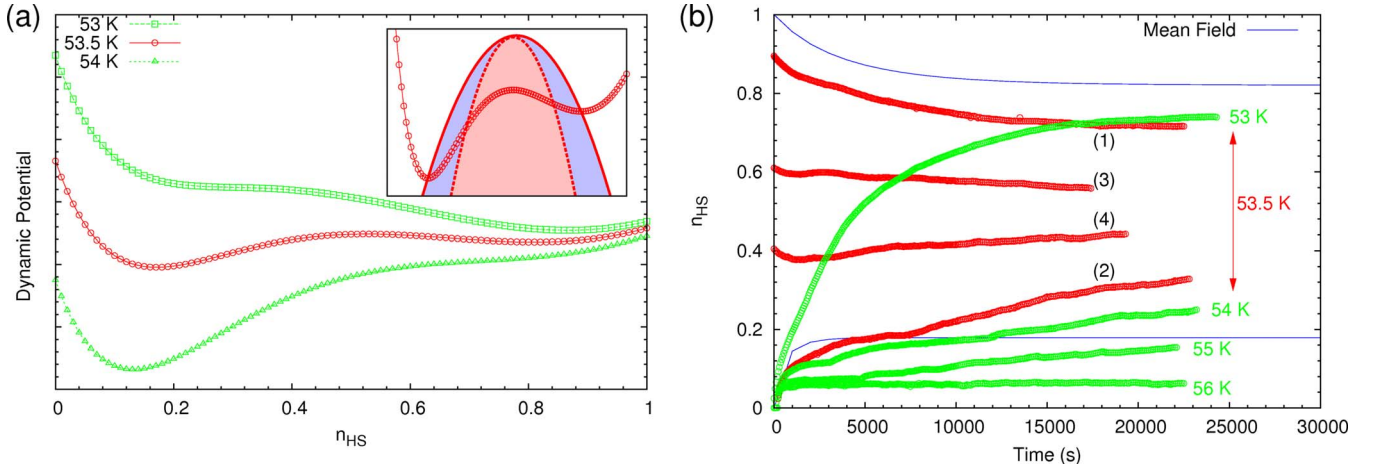 (a)
53 K
53.5 K
54 K
Dynamic Potential
0
0.2
0.4
0.6
0.8
1
nHS
(b)
1
0.8
0.6
0.4
0.2
0
nHS
Mean Field
53 K
(1)
(3)
53.5 K
(4)
(2)
54 K
55 K
56 K
0
5000
10000
15000
20000
25000
30000
Time (s)